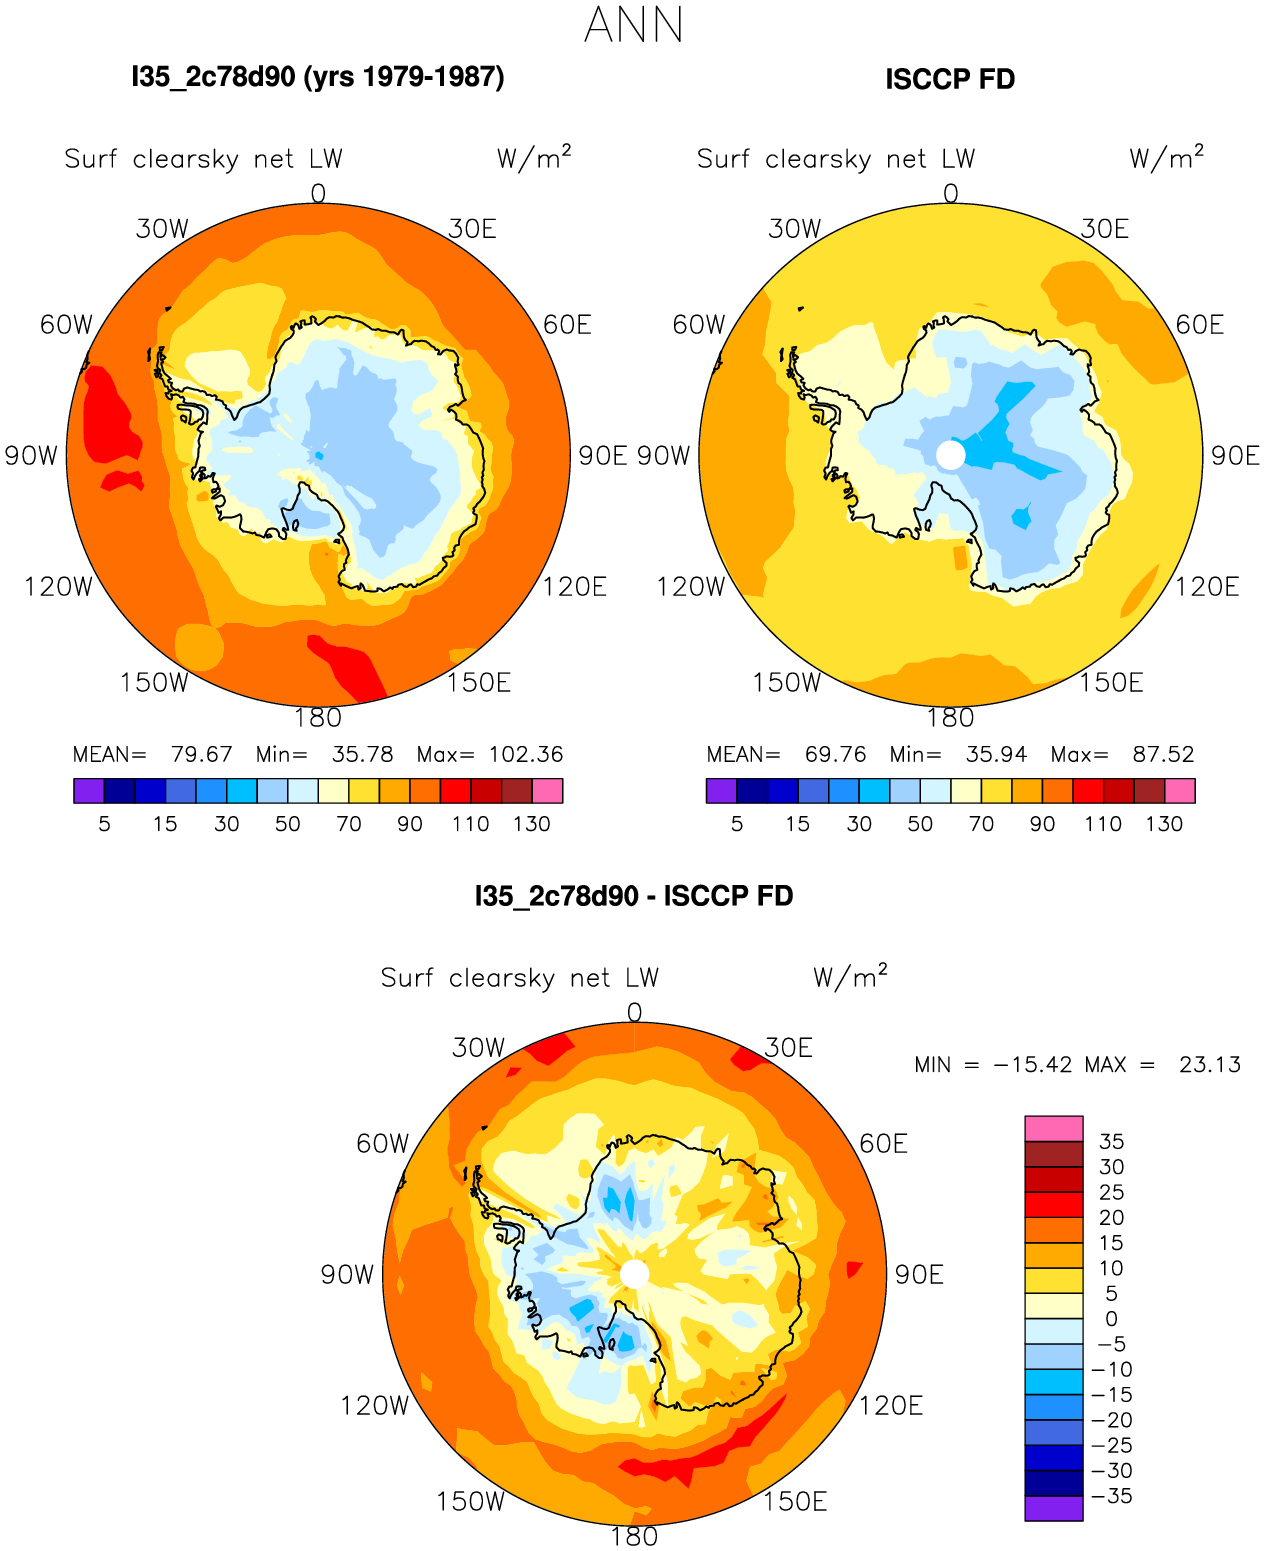 ANN
I35_2c78d90 (yrs 1979-1987)
Surf clearsky net LW W/m²
0
30W 30E
60W 60E
90W 90E
120W 120E
150W 150E
180
MEAN= 79.67 Min= 35.78 Max= 102.36
5 15 30 50 70 90 110 130
ISCCP FD
Surf clearsky net LW W/m²
0
30W 30E
60W 60E
90W 90E
120W 120E
150W 150E
180
MEAN= 69.76 Min= 35.94 Max= 87.52
5 15 30 50 70 90 110 130
I35_2c78d90 - ISCCP FD
Surf clearsky net LW W/m²
0
30W 30E
60W 60E
90W 90E
120W 120E
150W 150E
180
MIN = −15.42 MAX = 23.13
35
30
25
20
15
10
5
0
−5
−10
−15
−20
−25
−30
−35